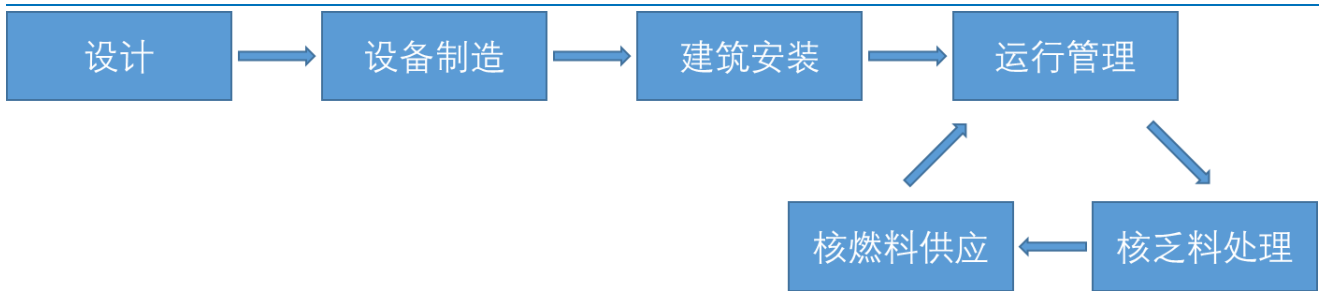 设计
设备制造
建筑安装
运行管理
核燃料供应
核乏料处理